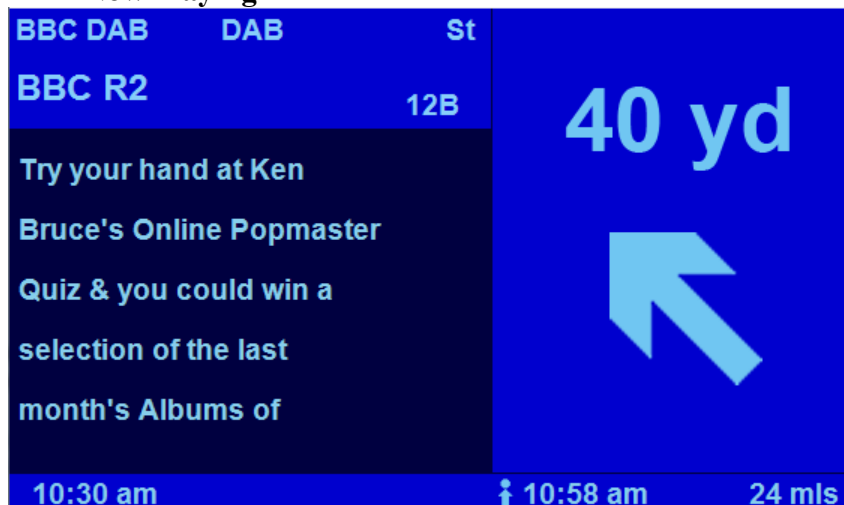 BBC DAB DAB St
BBC R2
12B
40 yd
Try your hand at Ken
Bruce's Online Popmaster
Quiz & you could win a
selection of the last
month's Albums of
10:30 am 10:58 am 24 mls